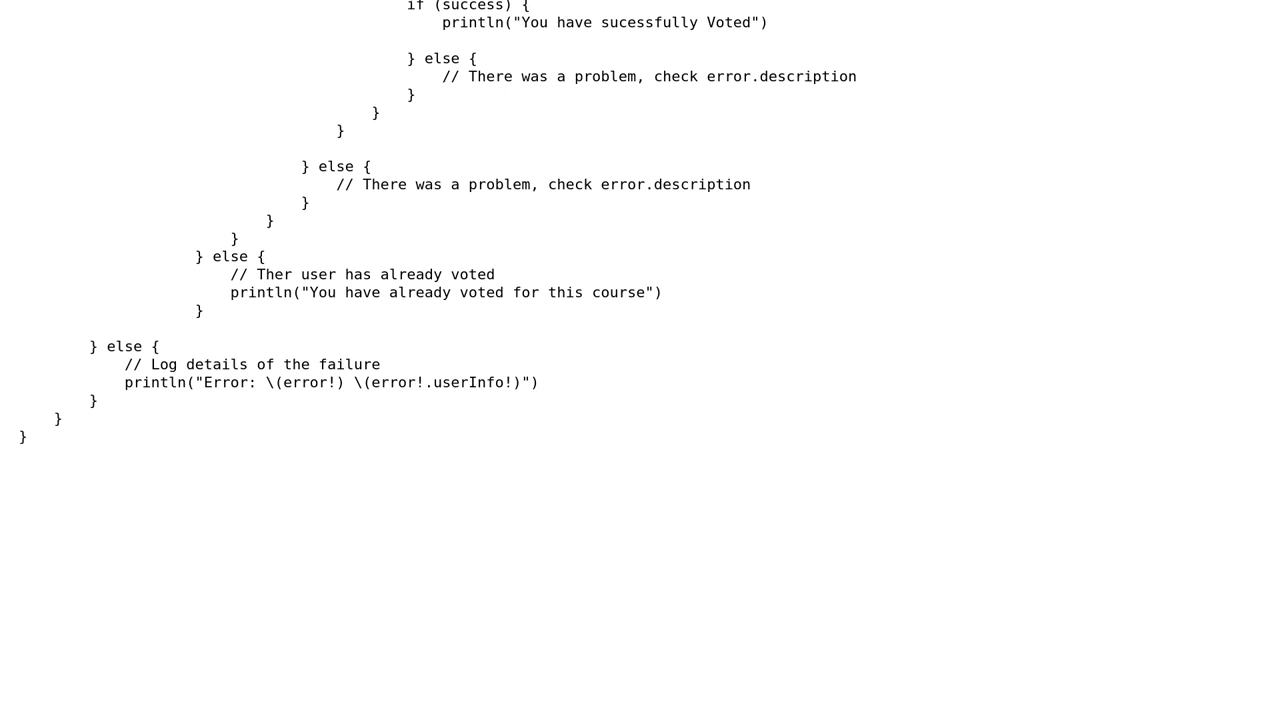 if (success) {
println("You have sucessfully Voted")
} else {
// There was a problem, check error.description
}
}
}
} else {
// There was a problem, check error.description
}
}
}
} else {
// Ther user has already voted
println("You have already voted for this course")
}
} else {
// Log details of the failure
println("Error: \(error!) \(error!.userInfo!)")
}
}
}